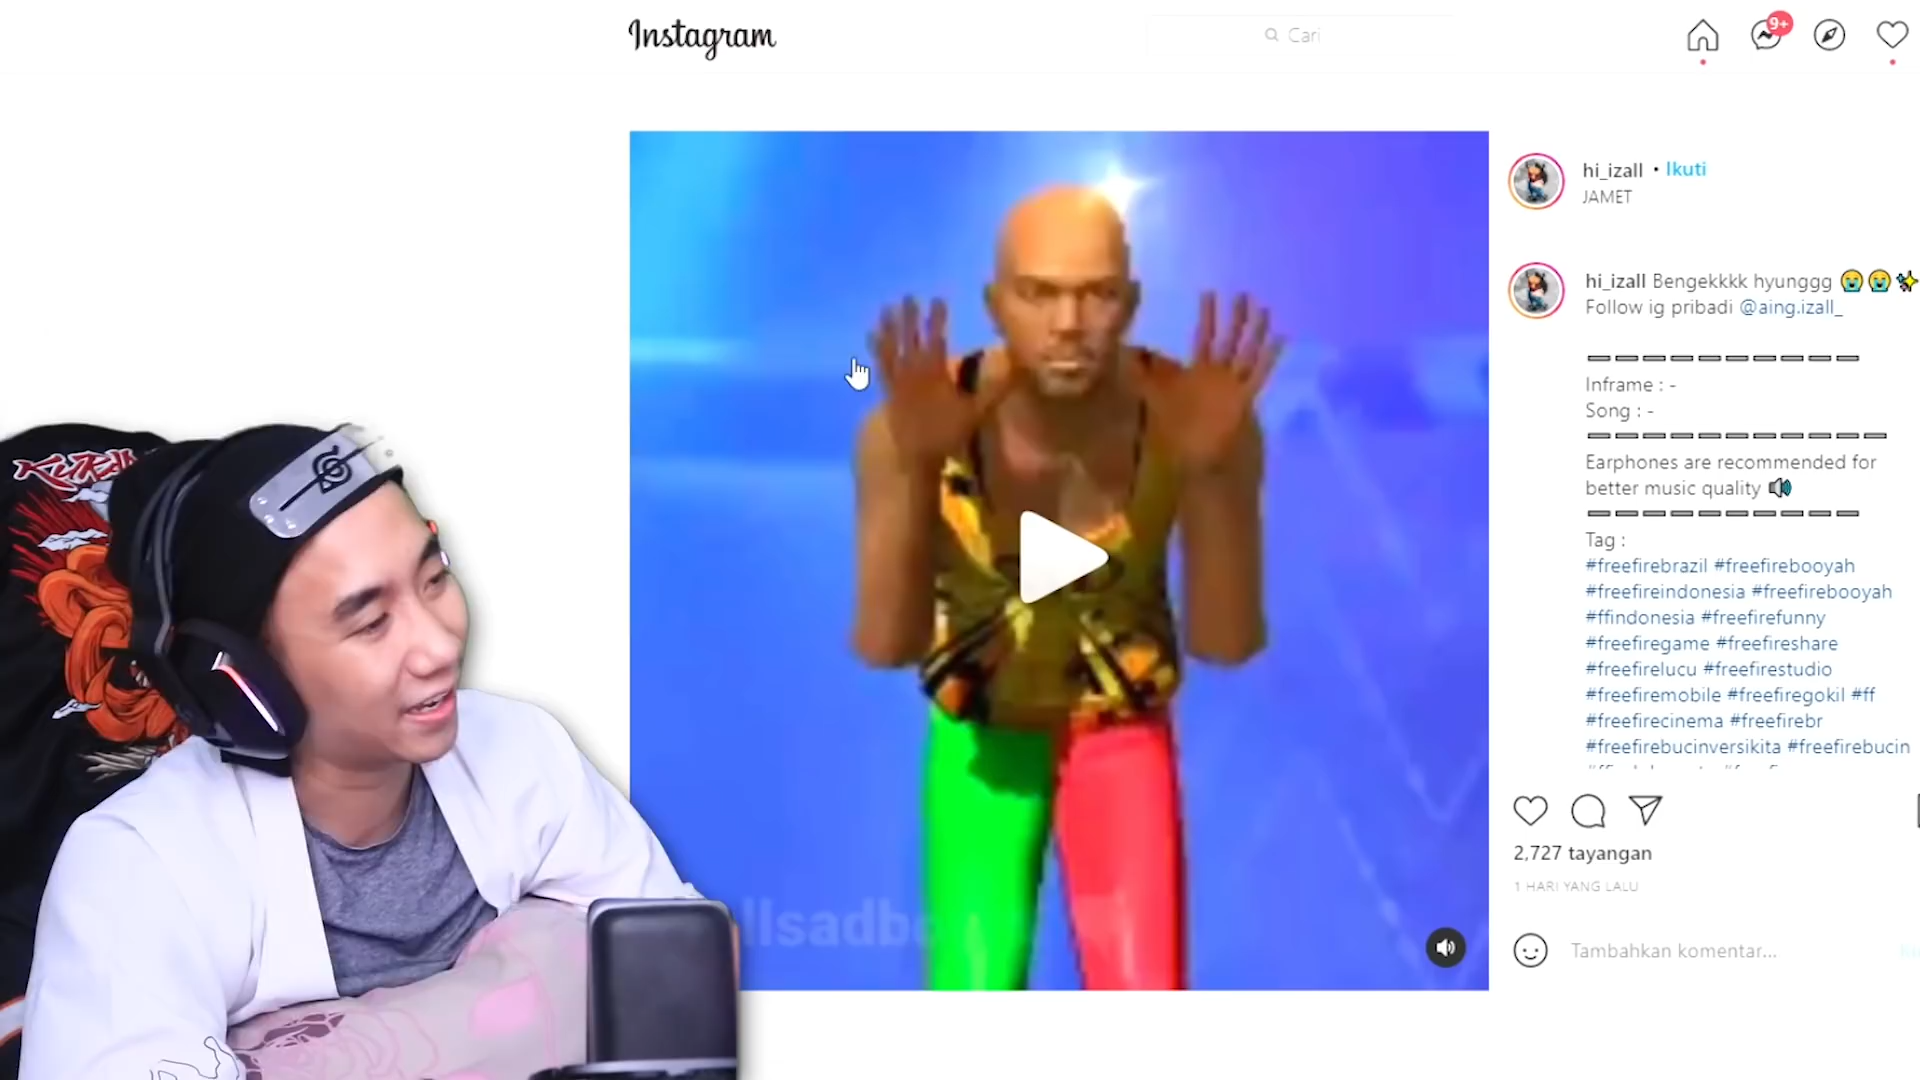 Instagram
Cari
9+
hi_izall • Ikuti
JAMET
hi_izall Bengekkkk hyunggg 😭😭✨
Follow ig pribadi @aing.izall_
Inframe : -
Song : -
Earphones are recommended for
better music quality 🔊
Tag :
#freefirebrazil #freefirebooyah
#freefireindonesia #freefirebooyah
#ffindonesia #freefirefunny
#freefiregame #freefireshare
#freefirelucu #freefirestudio
#freefiremobile #freefiregokil #ff
#freefirecinema #freefirebr
#freefirebucinversikita #freefirebucin
2,727 tayangan
1 HARI YANG LALU
Tambahkan komentar...